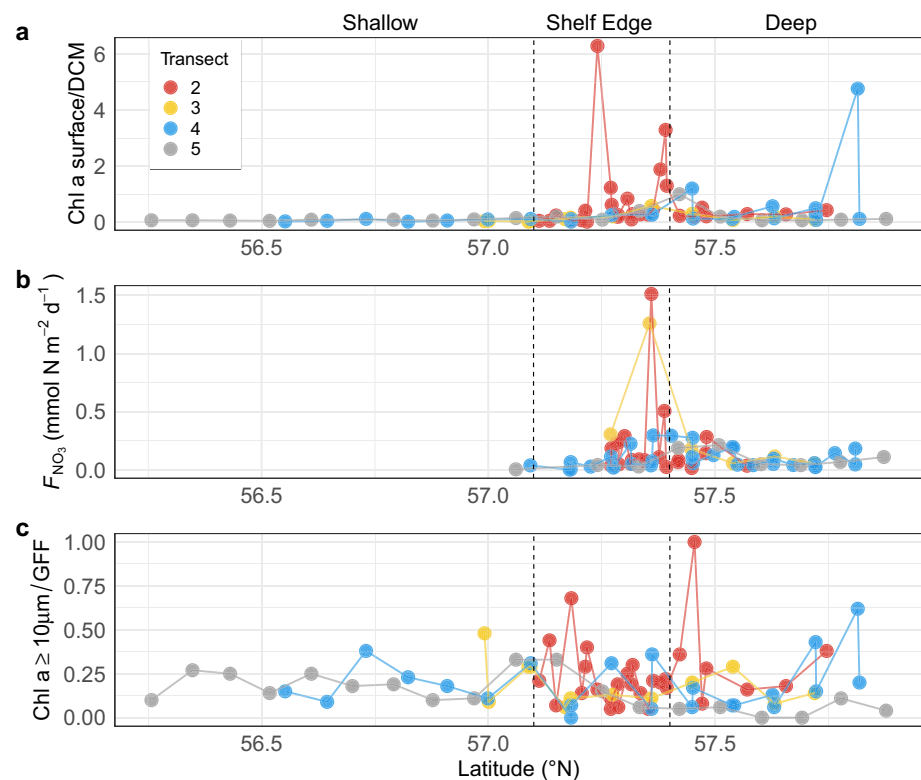 Shallow Shelf Edge Deep
a
Chl a surface/DCM
6
4
2
0
Transect
2
3
4
5
56.5 57.0 57.5
b
F_NO₃ (mmol N m⁻² d⁻¹)
1.5
1.0
0.5
0.0
56.5 57.0 57.5
c
Chl a ≥ 10μm/GFF
1.00
0.75
0.50
0.25
0.00
56.5 57.0 57.5
Latitude (°N)